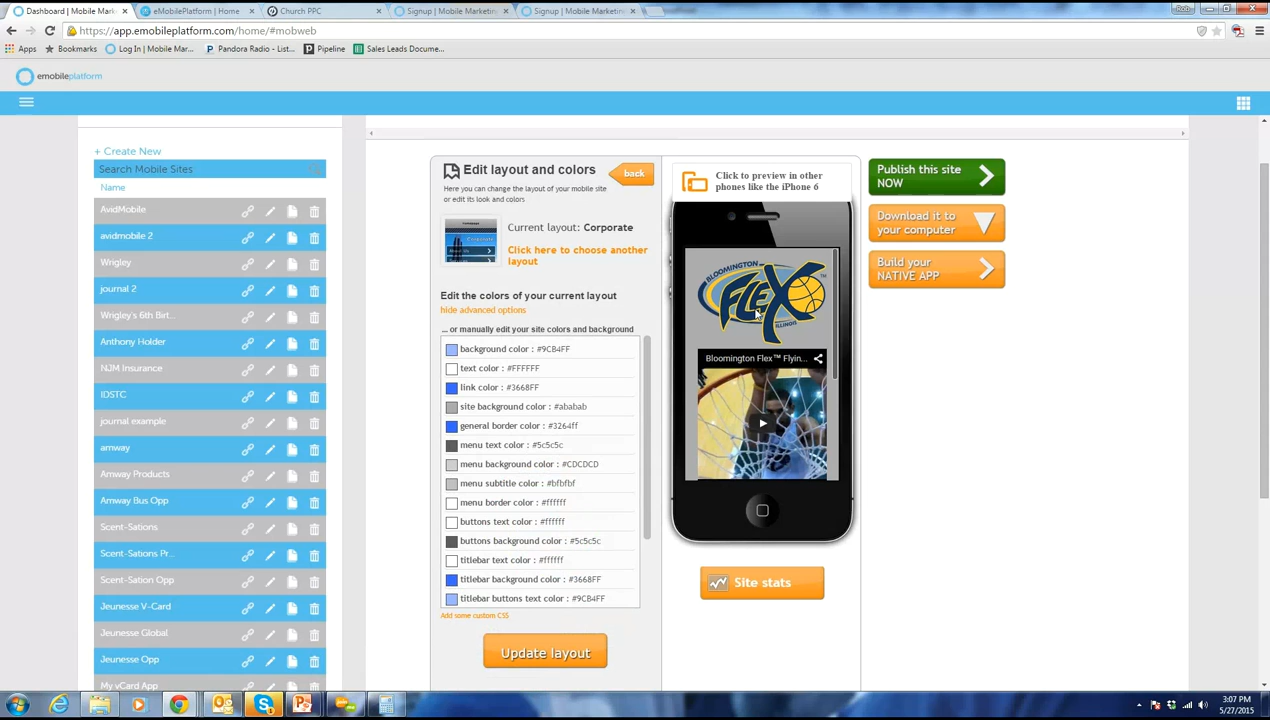 Dashboard | Mobile Mark
eMobilePlatform | Home
Church PPC
Signup | Mobile Marketing
Signup | Mobile Marketing
Rob
https://app.emobileplatform.com/home/#mobweb
Apps
Bookmarks
Log In | Mobile Mar...
Pandora Radio - List...
Pipeline
Sales Leads Docume...
emobileplatform
+ Create New
Search Mobile Sites
Name
AvidMobile
avidmobile 2
Wrigley
journal 2
Wrigley's 6th Birt...
Anthony Holder
NJM Insurance
IDSTC
journal example
amway
Amway Products
Amway Bus Opp
Scent-Sations
Scent-Sations Pr...
Scent-Sation Opp
Jeunesse V-Card
Jeunesse Global
Jeunesse Opp
My vCard App
Edit layout and colors
back
Here you can change the layout of your mobile site
or edit its look and colors
Current layout: Corporate
Click here to choose another
layout
Corporate
Edit the colors of your current layout
hide advanced options
... or manually edit your site colors and background
background color : #9CB4FF
text color : #FFFFFF
link color : #3668FF
site background color : #ababab
general border color : #3264ff
menu text color : #5c5c5c
menu background color : #CDCDCD
menu subtitle color : #bfbfbf
menu border color : #ffffff
buttons text color : #ffffff
buttons background color : #5c5c5c
titlebar text color : #ffffff
titlebar background color : #3668FF
titlebar buttons text color : #9CB4FF
Add some custom CSS
Update layout
Click to preview in other
phones like the iPhone 6
BLOOMINGTON
FLEX
TM
ILLINOIS
Bloomington Flex™ Flyin...
Site stats
Publish this site
NOW
Download it to
your computer
Build your
NATIVE APP
3:07 PM
5/27/2015